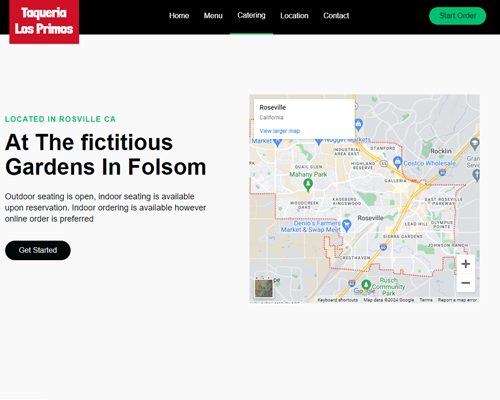 Taqueria
Los Primos
Home
Menu
Catering
Location
Contact
Start Order
LOCATED IN ROSVILLE CA
At The fictitious
Gardens In Folsom
Outdoor seating is open, indoor seating is available
upon reservation. Indoor ordering is available however
online order is preferred
Get Started
Roseville
California
View larger map
Market
Nugget Markets
INDUSTRIAL
AREA EAST
STANFORD
Rocklin
HIGHLAND
RESERVE
Costco Wholesale
QUAIL GLEN
Mahany Park
GALLERIA
WOODCREEK
OAKS
KASEBERG
KINGSWOOD
EAST ROSEVILLE
PARKWAY
Roseville
Denio's Farmers
Market & Swap Meet
LEAD HILL
OLYMPUS
POINTE
SIERRA GARDENS
JOHNSON RANCH
CRESTHAVEN
Rusch
Community
Park
Google
Keyboard shortcuts
Map data ©2024 Google
Terms
Report a map error